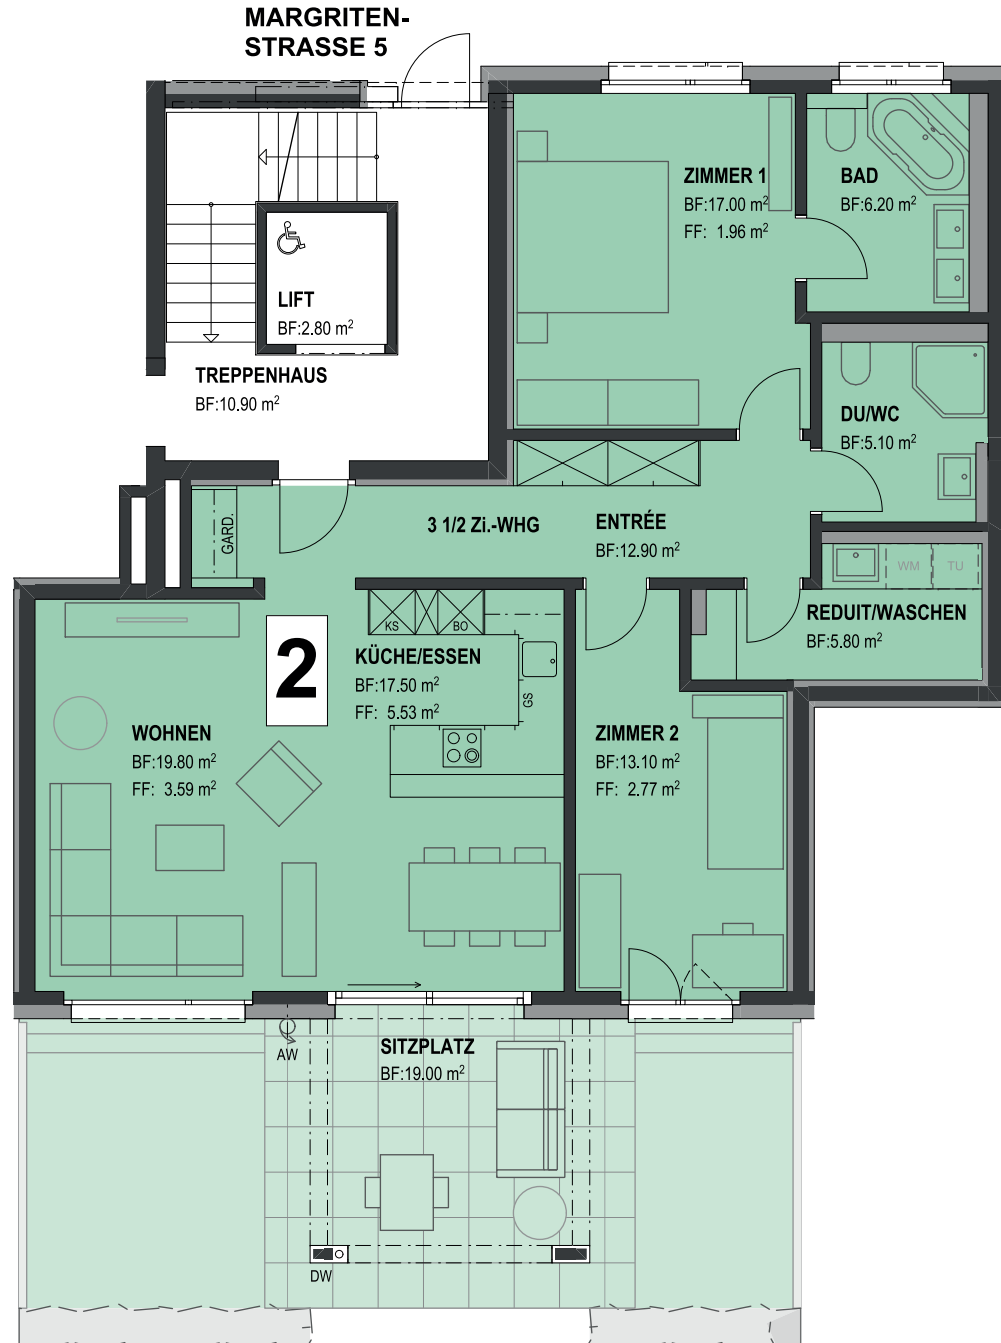 MARGRITEN-
STRASSE 5
ZIMMER 1
BF:17.00 m²
FF: 1.96 m²
BAD
BF:6.20 m²
LIFT
BF:2.80 m²
TREPPENHAUS
BF:10.90 m²
DU/WC
BF:5.10 m²
GARD.
3 1/2 Zi.-WHG
ENTRÉE
BF:12.90 m²
WM
TU
REDUIT/WASCHEN
BF:5.80 m²
KS
BO
2
KÜCHE/ESSEN
BF:17.50 m²
FF: 5.53 m²
GS
WOHNEN
BF:19.80 m²
FF: 3.59 m²
ZIMMER 2
BF:13.10 m²
FF: 2.77 m²
AW
SITZPLATZ
BF:19.00 m²
DW